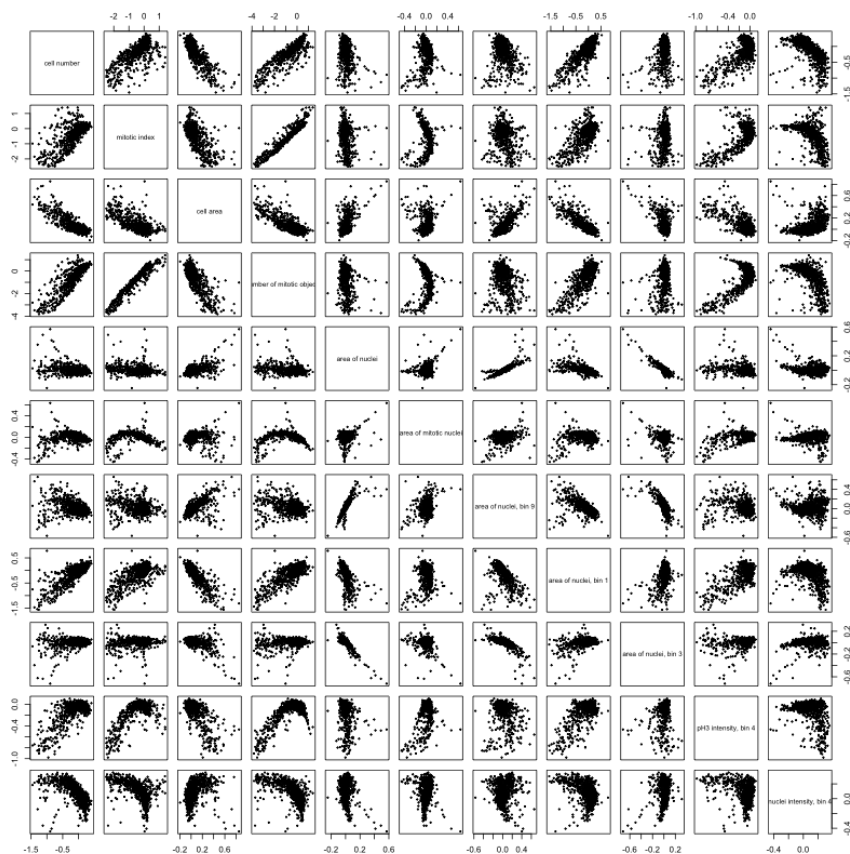 -2 -1 0 1 -4 -2 0 -0.4 0.0 0.4 -1.5 -0.5 0.5 -1.0 0.0
cell number
-1.5 -0.5
mitotic index
-2 0 1
cell area
-0.2 0.2 0.6
mber of mitotic objec
-4 -2 0
area of nuclei
-0.2 0.2 0.6
area of mitotic nuclei
-0.4 0.0 0.4
area of nuclei, bin 9
-0.6 0.0 0.4
area of nuclei, bin 1
-1.5 -0.5 0.5
area of nuclei, bin 3
-0.6 -0.2 0.2
pH3 intensity, bin 4
-1.0 -0.4 0.0
nuclei intensity, bin 4
-0.4 0.0
-1.5 -0.5 -0.2 0.2 0.6 -0.2 0.2 0.6 -0.6 0.0 0.4 -0.6 -0.2 0.2 -0.4 0.0